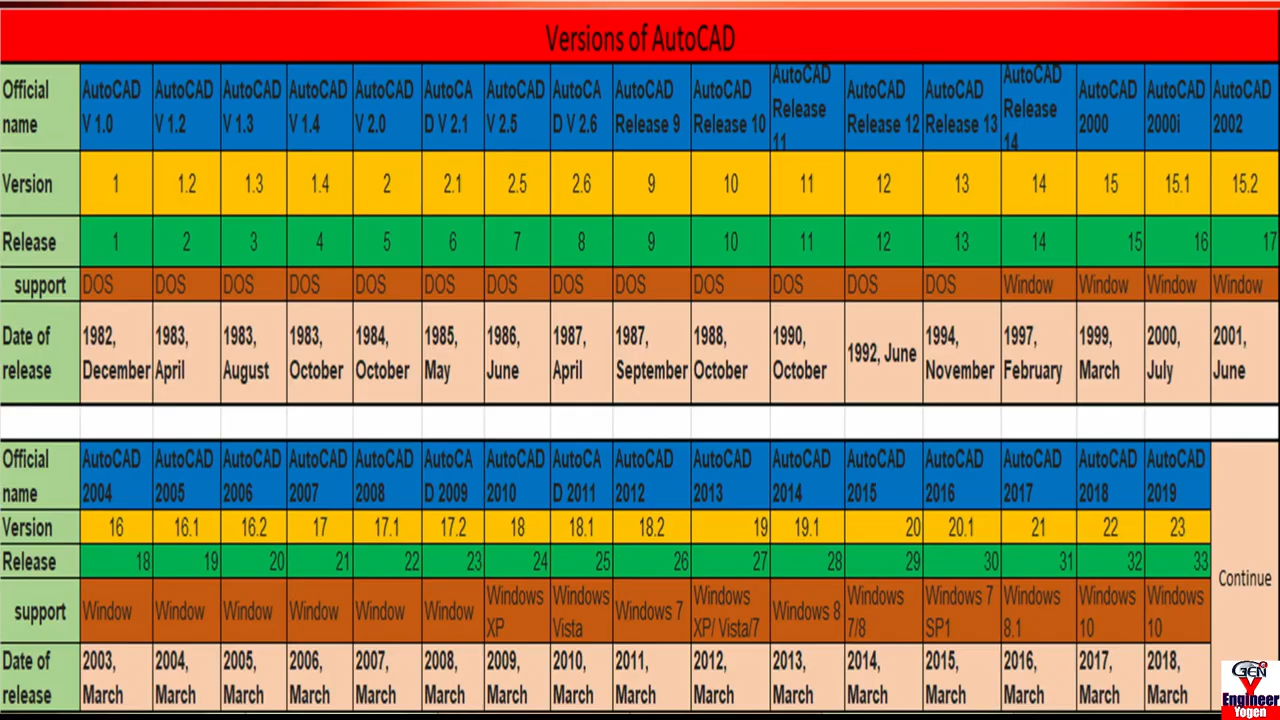 Versions of AutoCAD
Official name | AutoCAD V 1.0 | AutoCAD V 1.2 | AutoCAD V 1.3 | AutoCAD V 1.4 | AutoCAD V 2.0 | AutoCA D V 2.1 | AutoCAD V 2.5 | AutoCA D V 2.6 | AutoCAD Release 9 | AutoCAD Release 10 | AutoCAD Release 11 | AutoCAD Release 12 | AutoCAD Release 13 | AutoCAD Release 14 | AutoCAD 2000 | AutoCAD 2000i | AutoCAD 2002
Version | 1 | 1.2 | 1.3 | 1.4 | 2 | 2.1 | 2.5 | 2.6 | 9 | 10 | 11 | 12 | 13 | 14 | 15 | 15.1 | 15.2
Release | 1 | 2 | 3 | 4 | 5 | 6 | 7 | 8 | 9 | 10 | 11 | 12 | 13 | 14 | 15 | 16 | 17
support | DOS | DOS | DOS | DOS | DOS | DOS | DOS | DOS | DOS | DOS | DOS | DOS | DOS | Window | Window | Window | Window
Date of release | 1982, December | 1983, April | 1983, August | 1983, October | 1984, October | 1985, May | 1986, June | 1987, April | 1987, September | 1988, October | 1990, October | 1992, June | 1994, November | 1997, February | 1999, March | 2000, July | 2001, June
Official name | AutoCAD 2004 | AutoCAD 2005 | AutoCAD 2006 | AutoCAD 2007 | AutoCAD 2008 | AutoCA D 2009 | AutoCAD 2010 | AutoCA D 2011 | AutoCAD 2012 | AutoCAD 2013 | AutoCAD 2014 | AutoCAD 2015 | AutoCAD 2016 | AutoCAD 2017 | AutoCAD 2018 | AutoCAD 2019
Version | 16 | 16.1 | 16.2 | 17 | 17.1 | 17.2 | 18 | 18.1 | 18.2 | 19 | 19.1 | 20 | 20.1 | 21 | 22 | 23
Release | 18 | 19 | 20 | 21 | 22 | 23 | 24 | 25 | 26 | 27 | 28 | 29 | 30 | 31 | 32 | 33
support | Window | Window | Window | Window | Window | Window | Windows XP | Windows Vista | Windows 7 | Windows XP/ Vista/7 | Windows 8 | Windows 7/8 | Windows 7 SP1 | Windows 8.1 | Windows 10 | Windows 10
Date of release | 2003, March | 2004, March | 2005, March | 2006, March | 2007, March | 2008, March | 2009, March | 2010, March | 2011, March | 2012, March | 2013, March | 2014, March | 2015, March | 2016, March | 2017, March | 2018, March
Continue
GEN
Y
Engineer
Yogen